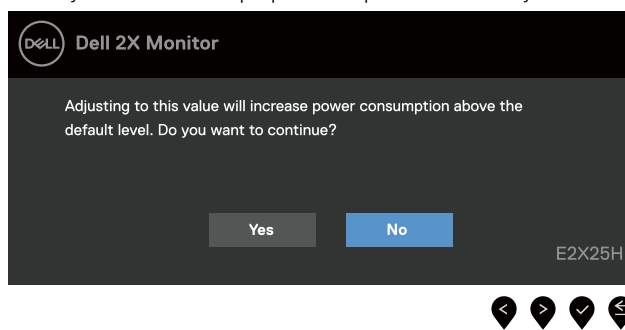 DELL Dell 2X Monitor
Adjusting to this value will increase power consumption above the
default level. Do you want to continue?
Yes No
E2X25H